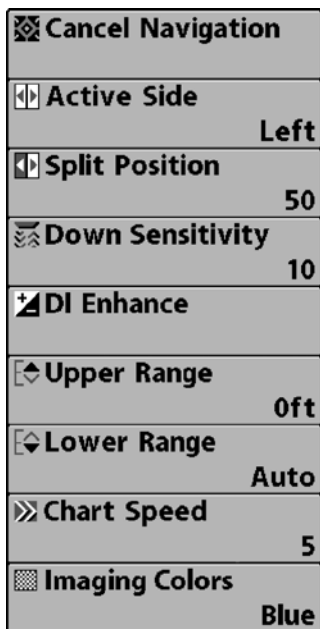 Cancel Navigation
Active Side
Left
Split Position
50
Down Sensitivity
10
DI Enhance
Upper Range
0ft
Lower Range
Auto
Chart Speed
5
Imaging Colors
Blue